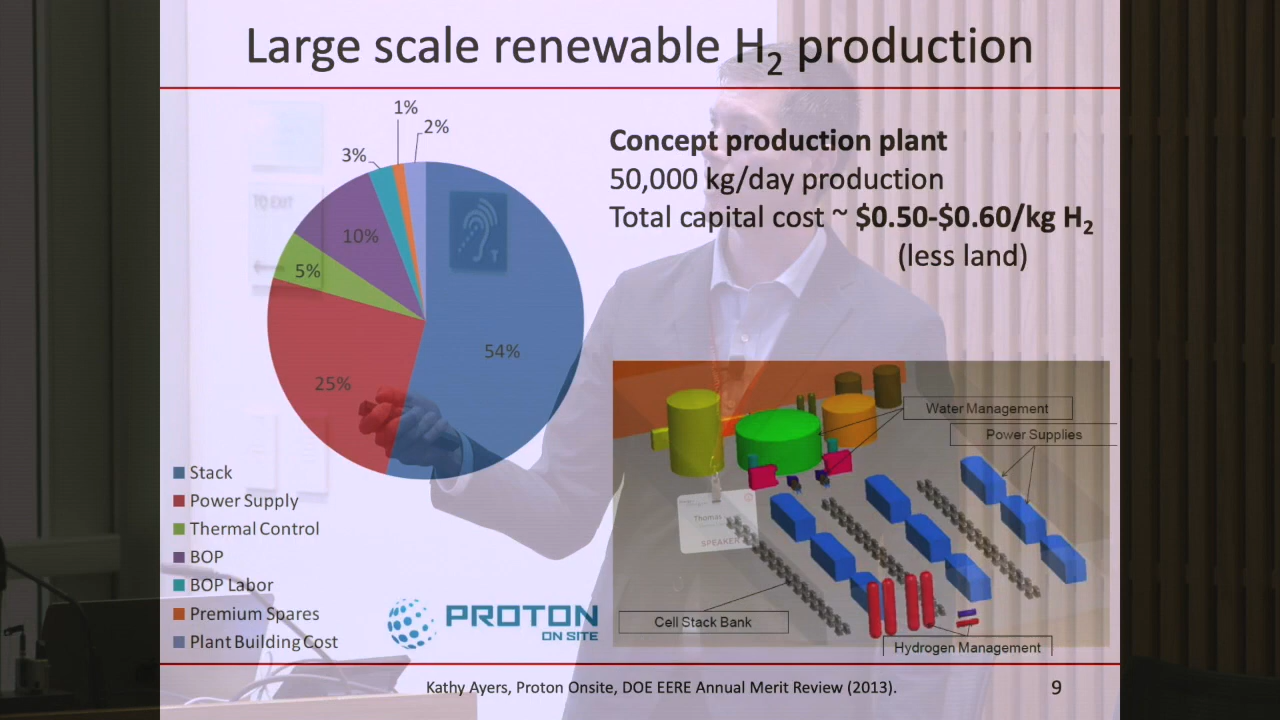 Large scale renewable H₂ production
1%
2%
3%
10%
5%
54%
25%
Stack
Power Supply
Thermal Control
BOP
BOP Labor
Premium Spares
Plant Building Cost
PROTON
ON SITE
Concept production plant
50,000 kg/day production
Total capital cost ~ $0.50-$0.60/kg H₂
(less land)
T
Water Management
Power Supplies
Thomas
SPEAKER
Cell Stack Bank
Hydrogen Management
Kathy Ayers, Proton Onsite, DOE EERE Annual Merit Review (2013).
9